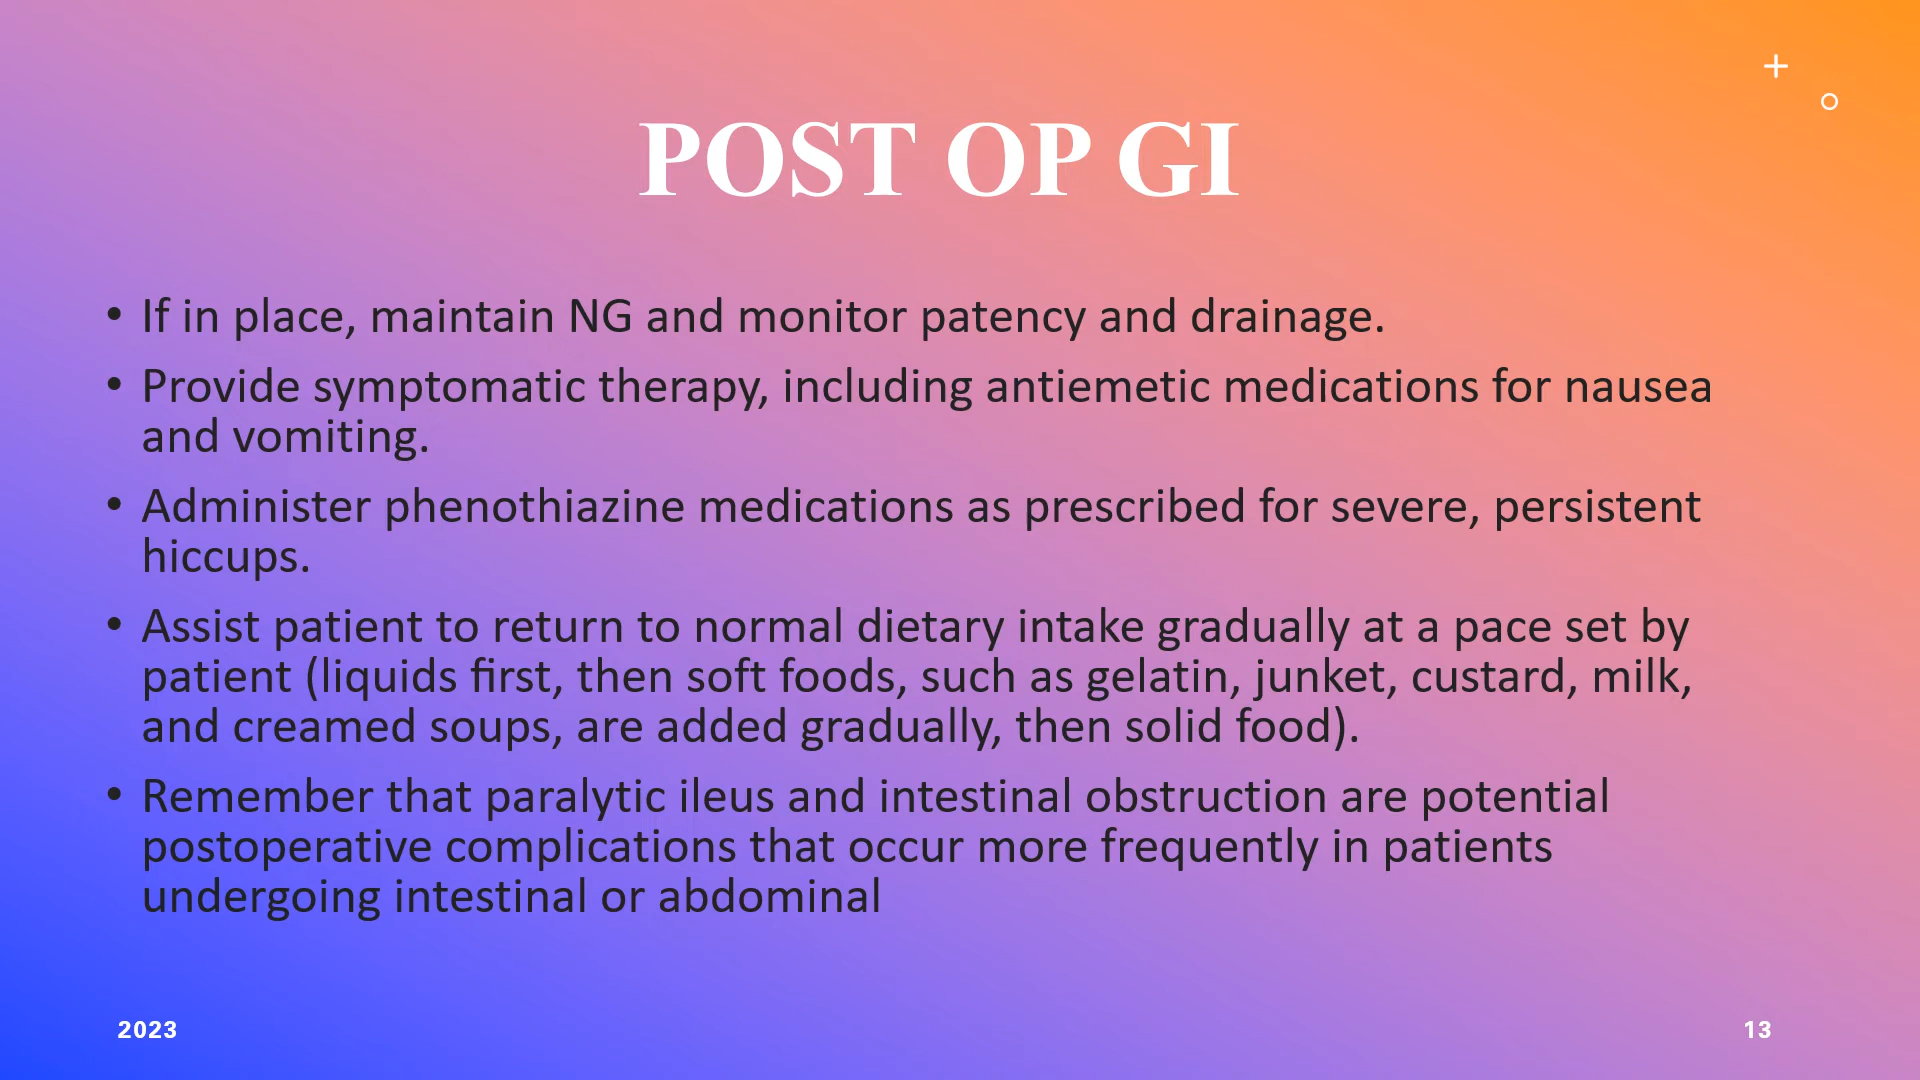 POST OP GI
• If in place, maintain NG and monitor patency and drainage.
• Provide symptomatic therapy, including antiemetic medications for nausea
and vomiting.
• Administer phenothiazine medications as prescribed for severe, persistent
hiccups.
• Assist patient to return to normal dietary intake gradually at a pace set by
patient (liquids first, then soft foods, such as gelatin, junket, custard, milk,
and creamed soups, are added gradually, then solid food).
• Remember that paralytic ileus and intestinal obstruction are potential
postoperative complications that occur more frequently in patients
undergoing intestinal or abdominal
2023
13